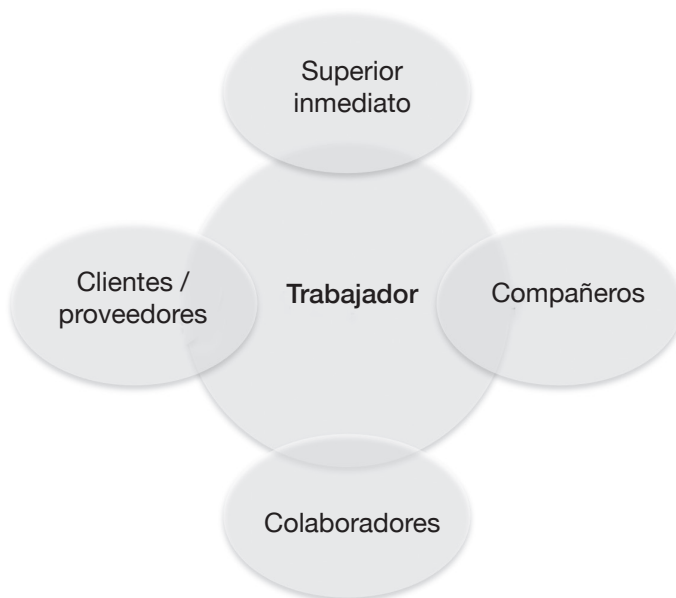 Superior
inmediato
Clientes /
proveedores
Trabajador
Compañeros
Colaboradores